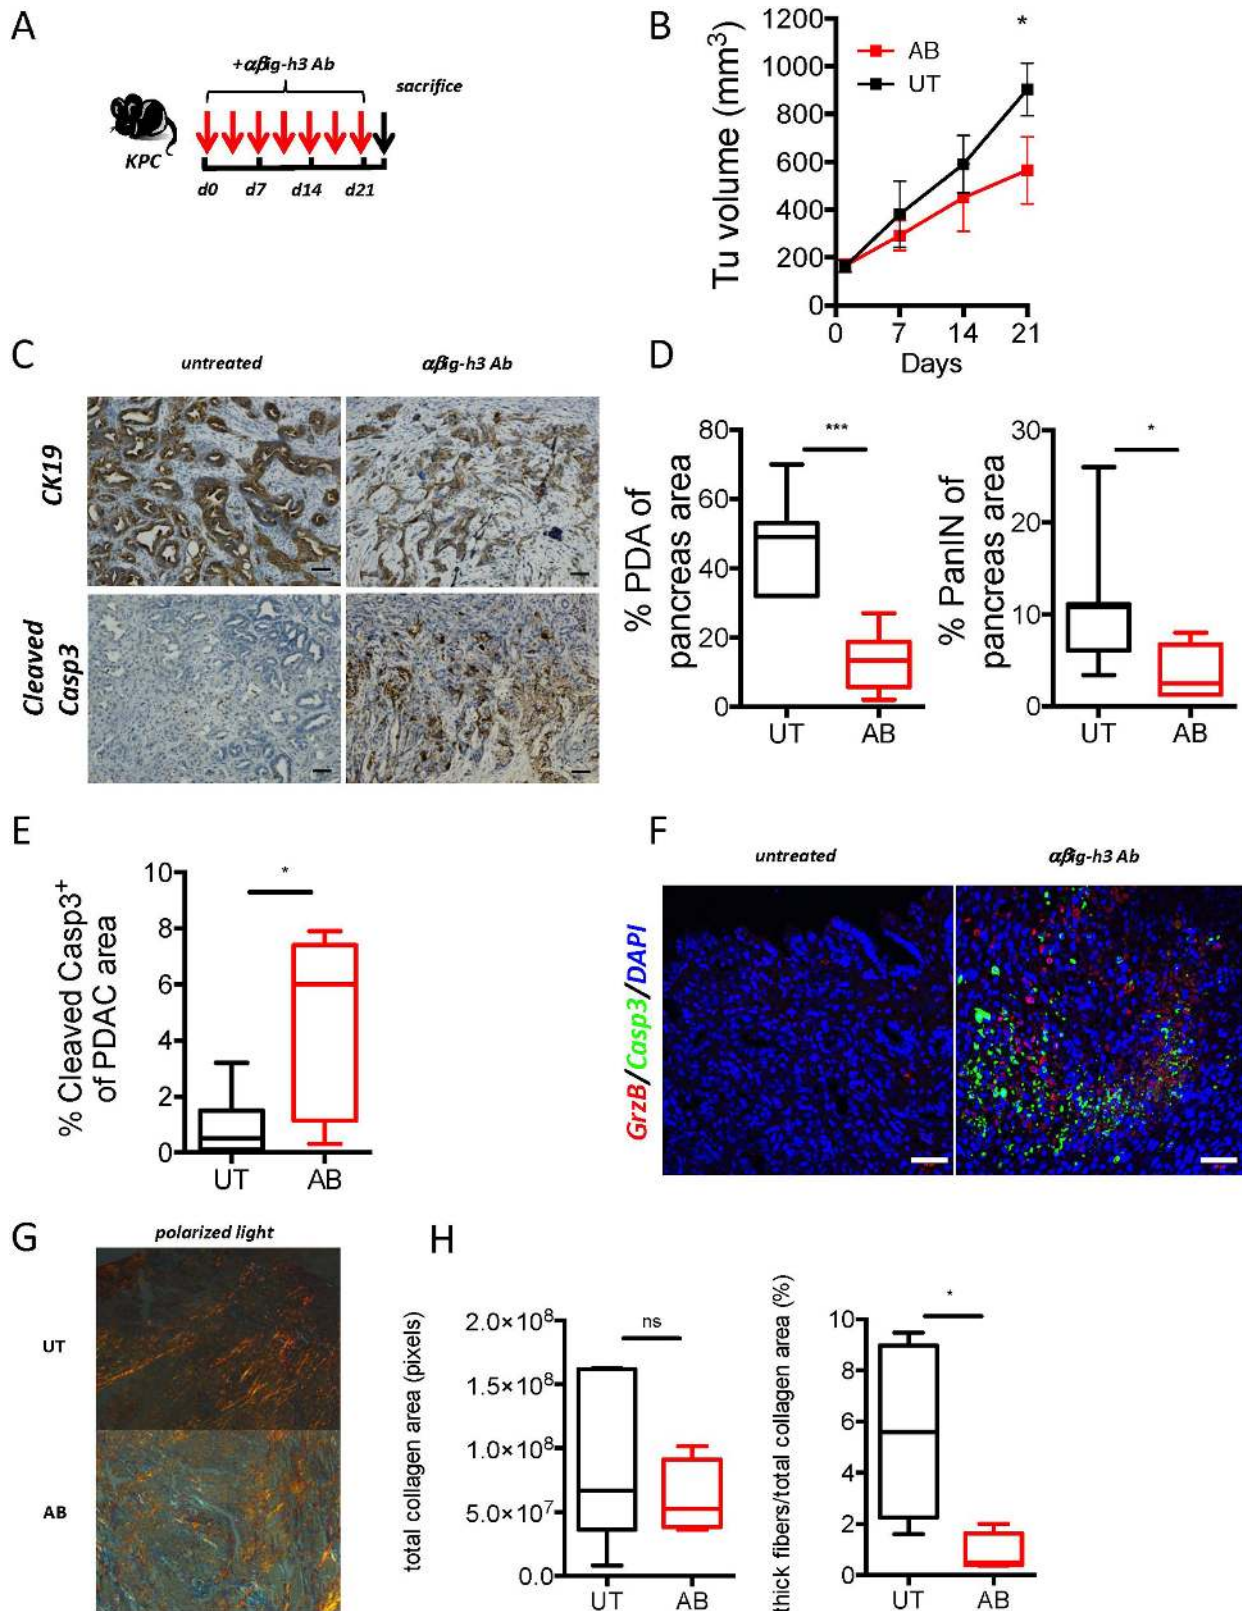 A
+αβig-h3 Ab
sacrifice
KPC
d0 d7 d14 d21
B
Tu volume (mm³)
1200
1000
800
600
400
200
0
AB
UT
*
0 7 14 21
Days
C
untreated αβig-h3 Ab
CK19
Cleaved
Casp3
D
% PDA of
pancreas area
80
60
40
20
0
***
UT AB
% PanIN of
pancreas area
30
20
10
0
*
UT AB
E
% Cleaved Casp3⁺
of PDAC area
10
8
6
4
2
0
*
UT AB
F
untreated αβig-h3 Ab
GrzB/Casp3/DAPI
G
polarized light
UT
AB
H
total collagen area (pixels)
2.0×10⁸
1.5×10⁸
1.0×10⁸
5.0×10⁷
0.0
ns
UT AB
thick fibers/total collagen area (%)
10
8
6
4
2
0
*
UT AB